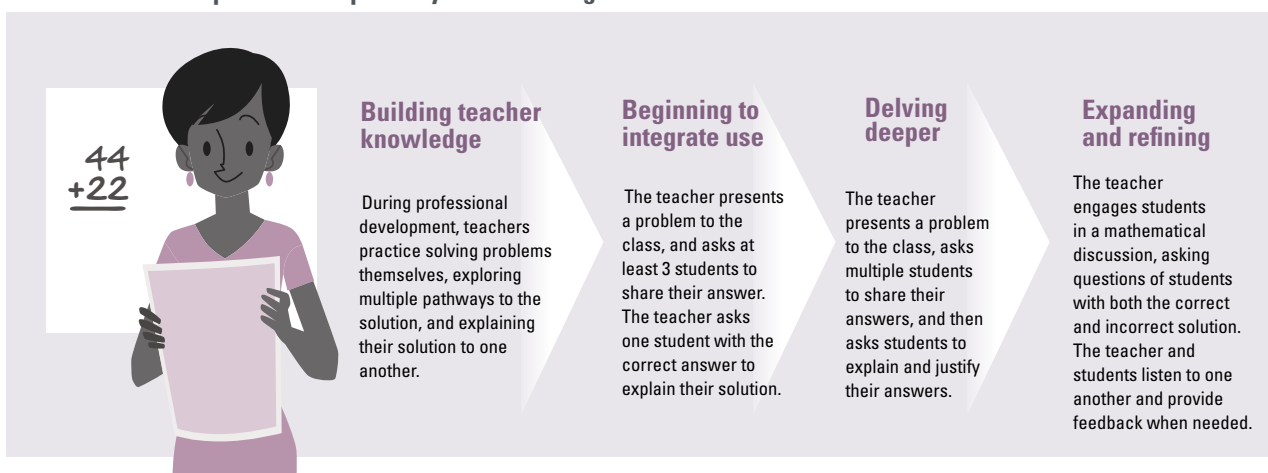 44
+22
Building teacher
knowledge
During professional
development, teachers
practice solving problems
themselves, exploring
multiple pathways to the
solution, and explaining
their solution to one
another.
Beginning to
integrate use
The teacher presents
a problem to the
class, and asks at
least 3 students to
share their answer.
The teacher asks
one student with the
correct answer to
explain their solution.
Delving
deeper
The teacher
presents a problem
to the class, asks
multiple students
to share their
answers, and then
asks students to
explain and justify
their answers.
Expanding
and refining
The teacher
engages students
in a mathematical
discussion, asking
questions of students
with both the correct
and incorrect solution.
The teacher and
students listen to one
another and provide
feedback when needed.